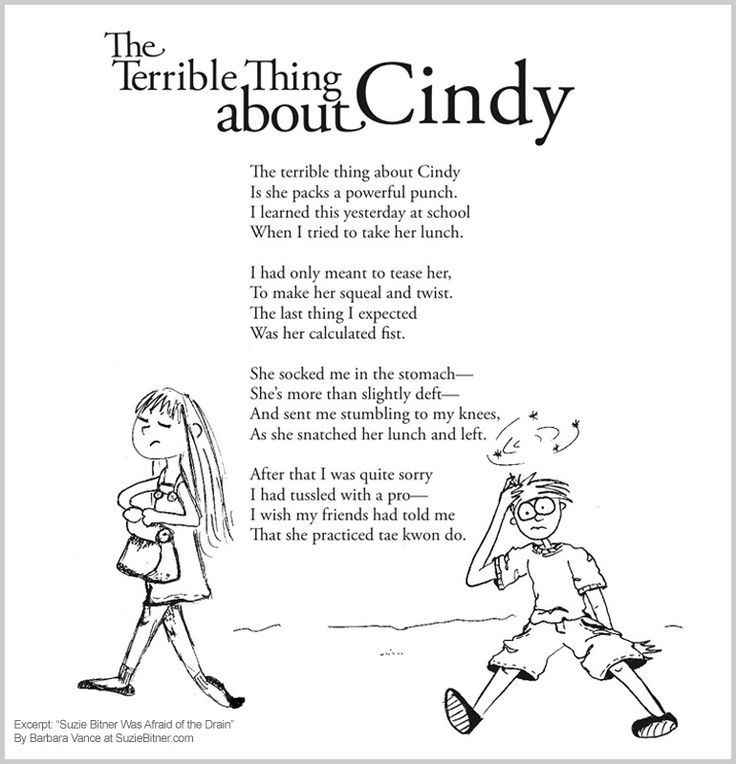 The
Terrible Thing
about Cindy
The terrible thing about Cindy
Is she packs a powerful punch.
I learned this yesterday at school
When I tried to take her lunch.
I had only meant to tease her,
To make her squeal and twist.
The last thing I expected
Was her calculated fist.
She socked me in the stomach—
She’s more than slightly deft—
And sent me stumbling to my knees,
As she snatched her lunch and left.
After that I was quite sorry
I had tussled with a pro—
I wish my friends had told me
That she practiced tae kwon do.
Excerpt: “Suzie Bitner Was Afraid of the Drain”
By Barbara Vance at SuzieBitner.com